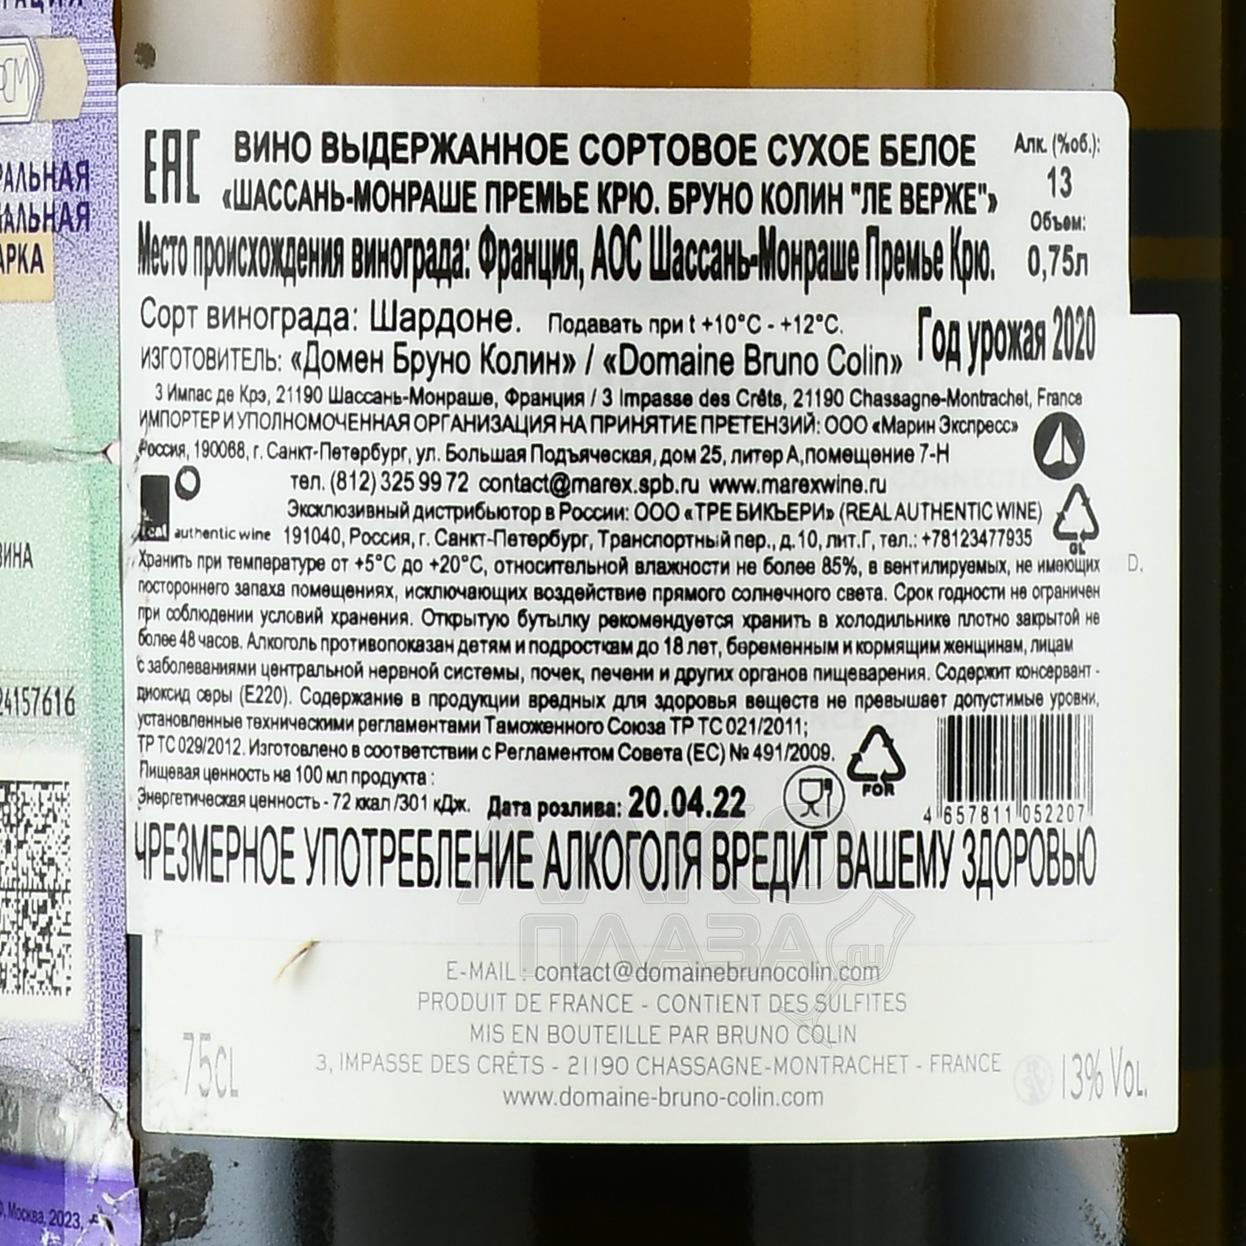 РАЛЬНАЯ
АЛЬНАЯ
АРКА
24157616
Москва, 2023,
ЕАС
ВИНО ВЫДЕРЖАННОЕ СОРТОВОЕ СУХОЕ БЕЛОЕ
«ШАССАНЬ-МОНРАШЕ ПРЕМЬЕ КРЮ. БРУНО КОЛИН "ЛЕ ВЕРЖЕ"»
Алк. (%об.):
13
Объем:
0,75л
Место происхождения винограда: Франция, АОС Шассань-Монраше Премье Крю.
Сорт винограда: Шардоне. Подавать при t +10°C - +12°C.
Год урожая 2020
ИЗГОТОВИТЕЛЬ: «Домен Бруно Колин» / «Domaine Bruno Colin»
3 Импас де Крэ, 21190 Шассань-Монраше, Франция / 3 Impasse des Crêts, 21190 Chassagne-Montrachet, France
ИМПОРТЕР И УПОЛНОМОЧЕННАЯ ОРГАНИЗАЦИЯ НА ПРИНЯТИЕ ПРЕТЕНЗИЙ: ООО «Марин Экспресс»
Россия, 190068, г. Санкт-Петербург, ул. Большая Подъяческая, дом 25, литер А, помещение 7-Н
тел. (812) 325 99 72 contact@marex.spb.ru www.marexwine.ru
Эксклюзивный дистрибьютор в России: ООО «ТРЕ БИКЪЕРИ» (REAL AUTHENTIC WINE)
real authentic wine 191040, Россия, г. Санкт-Петербург, Транспортный пер., д.10, лит.Г, тел.: +78123477935
GL
Хранить при температуре от +5°C до +20°C, относительной влажности не более 85%, в вентилируемых, не имеющих
постороннего запаха помещениях, исключающих воздействие прямого солнечного света. Срок годности не ограничен
при соблюдении условий хранения. Открытую бутылку рекомендуется хранить в холодильнике плотно закрытой не
более 48 часов. Алкоголь противопоказан детям и подросткам до 18 лет, беременным и кормящим женщинам, лицам
с заболеваниями центральной нервной системы, почек, печени и других органов пищеварения. Содержит консервант -
диоксид серы (Е220). Содержание в продукции вредных для здоровья веществ не превышает допустимые уровни,
установленные техническими регламентами Таможенного Союза ТР ТС 021/2011;
ТР ТС 029/2012. Изготовлено в соответствии с Регламентом Совета (ЕС) № 491/2009.
Пищевая ценность на 100 мл продукта :
Энергетическая ценность - 72 ккал /301 кДж. Дата розлива: 20.04.22
FOR
4 657811 052207
ЧРЕЗМЕРНОЕ УПОТРЕБЛЕНИЕ АЛКОГОЛЯ ВРЕДИТ ВАШЕМУ ЗДОРОВЬЮ
АЛКО
ПЛАЗА.ru
E-MAIL : contact@domainebrunocolin.com
PRODUIT DE FRANCE - CONTIENT DES SULFITES
MIS EN BOUTEILLE PAR BRUNO COLIN
3, IMPASSE DES CRÊTS - 21190 CHASSAGNE-MONTRACHET - FRANCE
www.domaine-bruno-colin.com
75CL
13% VOL.